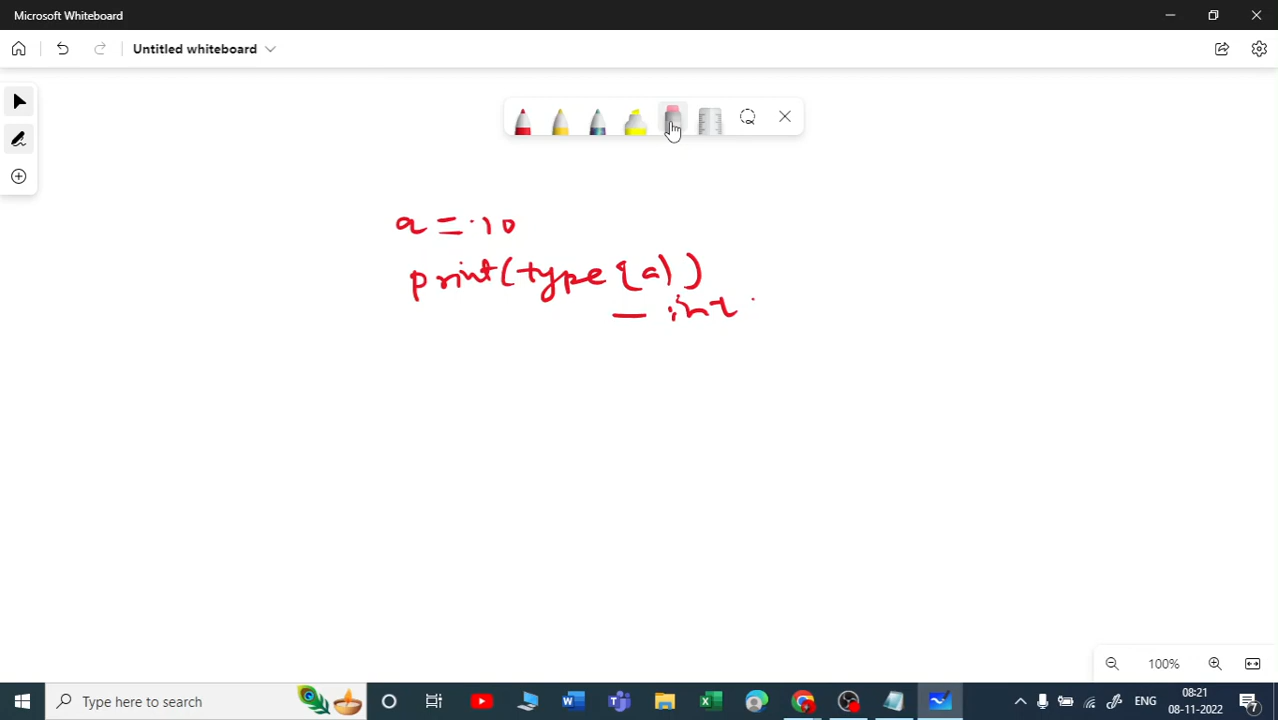 Microsoft Whiteboard
Untitled whiteboard
a = 10
print(type(a))
— int
100%
Type here to search
ENG
08:21
08-11-2022
7